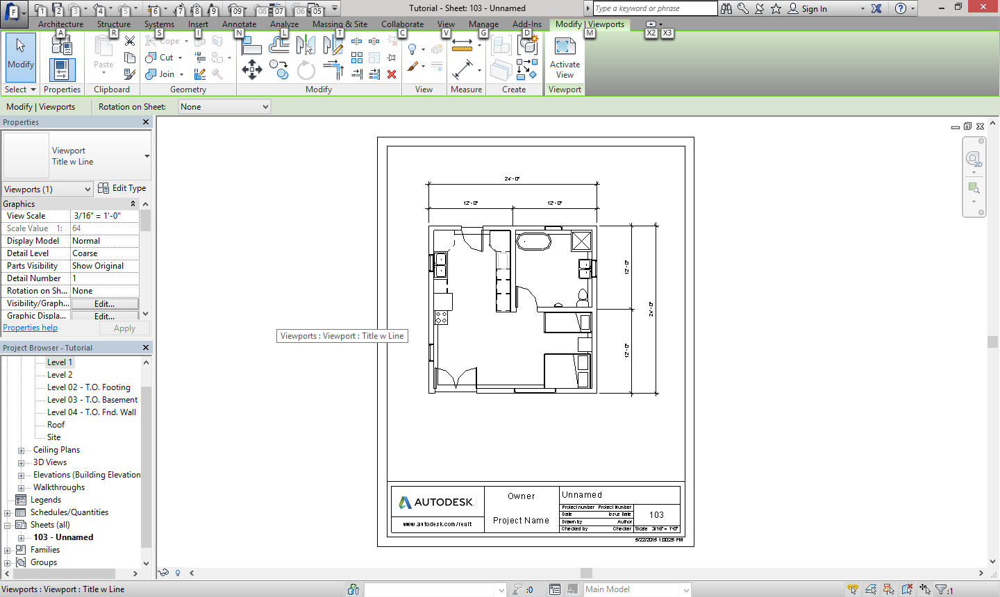 F
1
2
3
4
5
6
7
8
9
09
08
07
06
05
Tutorial - Sheet: 103 - Unnamed
Type a keyword or phrase
Sign In
Architecture
Structure
Systems
Insert
Annotate
Analyze
Massing & Site
Collaborate
View
Manage
Add-Ins
Modify | Viewports
A
R
S
I
N
L
T
C
V
G
D
M
X2
X3
Modify
Paste
Cope
Cut
Join
Activate
View
Select
Properties
Clipboard
Geometry
Modify
View
Measure
Create
Viewport
Modify | Viewports
Rotation on Sheet:
None
Properties
Viewport
Title w Line
Viewports (1)
Edit Type
Graphics
View Scale 3/16" = 1'-0"
Scale Value 1: 64
Display Model Normal
Detail Level Coarse
Parts Visibility Show Original
Detail Number 1
Rotation on Sh... None
Visibility/Graph... Edit...
Graphic Displa... Edit...
Properties help
Apply
Project Browser - Tutorial
Level 1
Level 2
Level 02 - T.O. Footing
Level 03 - T.O. Basement
Level 04 - T.O. Fnd. Wall
Roof
Site
Ceiling Plans
3D Views
Elevations (Building Elevation
Walkthroughs
Legends
Schedules/Quantities
Sheets (all)
103 - Unnamed
Families
Groups
2D
24'-0"
12'-0"
12'-0"
12'-0"
24'-0"
12'-0"
Viewports : Viewport : Title w Line
AUTODESK
www.autodesk.com/revit
Owner
Project Name
Unnamed
Project number Project Number
Date Issue Date
Drawn by Author
Checked by Checker
103
Scale 3/16" = 1'-0"
5/22/2015 1:00:25 PM
Viewports : Viewport : Title w Line
:0
Main Model
:1